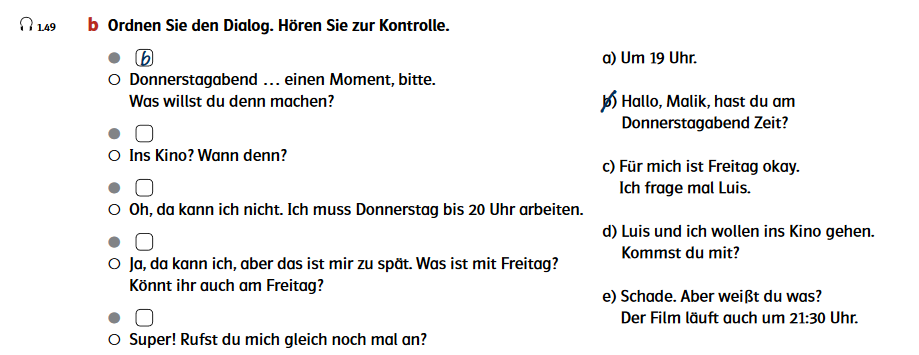 1.49 b Ordnen Sie den Dialog. Hören Sie zur Kontrolle.
b
Donnerstagabend … einen Moment, bitte.
Was willst du denn machen?
Ins Kino? Wann denn?
Oh, da kann ich nicht. Ich muss Donnerstag bis 20 Uhr arbeiten.
Ja, da kann ich, aber das ist mir zu spät. Was ist mit Freitag?
Könnt ihr auch am Freitag?
Super! Rufst du mich gleich noch mal an?
a) Um 19 Uhr.
b) Hallo, Malik, hast du am
Donnerstagabend Zeit?
c) Für mich ist Freitag okay.
Ich frage mal Luis.
d) Luis und ich wollen ins Kino gehen.
Kommst du mit?
e) Schade. Aber weißt du was?
Der Film läuft auch um 21:30 Uhr.